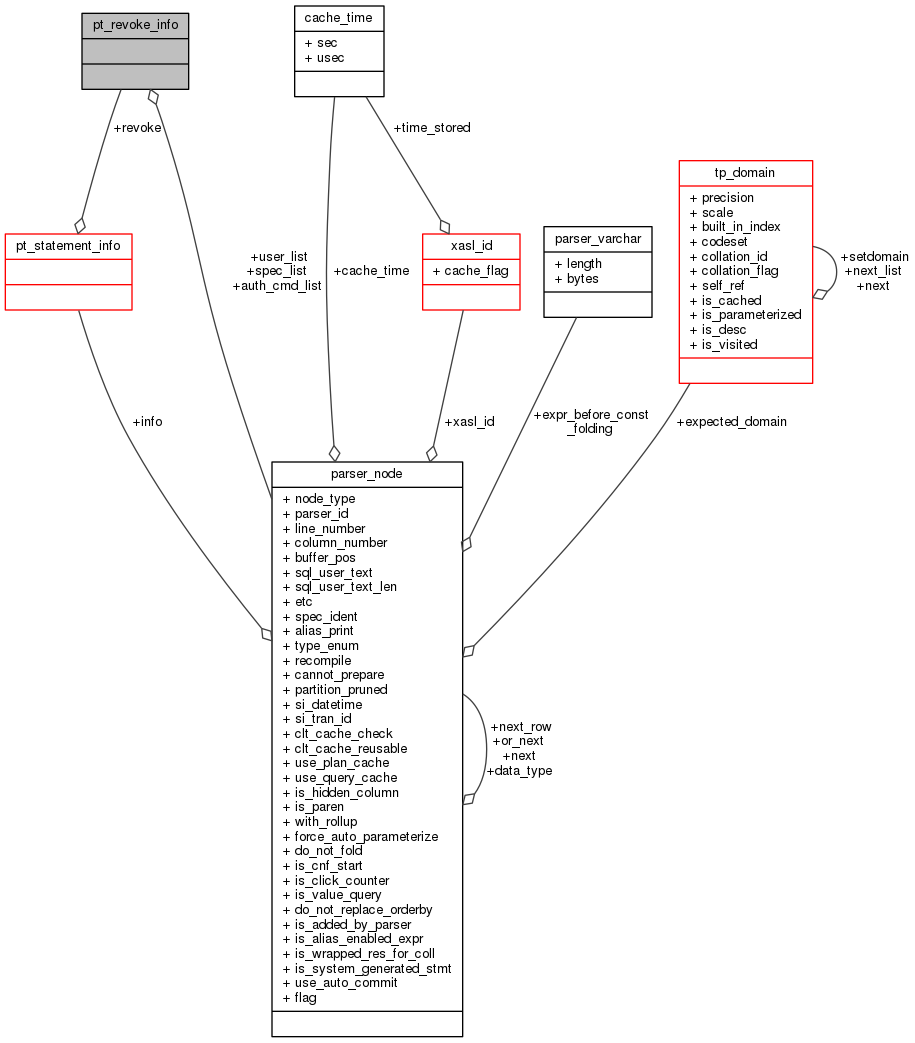 pt_revoke_info
cache_time
+ sec
+ usec
+revoke
+time_stored
tp_domain
+ precision
+ scale
+ built_in_index
+ codeset
+ collation_id
+ collation_flag
+ self_ref
+ is_cached
+ is_parameterized
+ is_desc
+ is_visited
pt_statement_info
xasl_id
+ cache_flag
parser_varchar
+ length
+ bytes
+user_list
+spec_list
+auth_cmd_list
+cache_time
+setdomain
+next_list
+next
+info
+xasl_id
+expr_before_const
_folding
+expected_domain
parser_node
+ node_type
+ parser_id
+ line_number
+ column_number
+ buffer_pos
+ sql_user_text
+ sql_user_text_len
+ etc
+ spec_ident
+ alias_print
+ type_enum
+ recompile
+ cannot_prepare
+ partition_pruned
+ si_datetime
+ si_tran_id
+ clt_cache_check
+ clt_cache_reusable
+ use_plan_cache
+ use_query_cache
+ is_hidden_column
+ is_paren
+ with_rollup
+ force_auto_parameterize
+ do_not_fold
+ is_cnf_start
+ is_click_counter
+ is_value_query
+ do_not_replace_orderby
+ is_added_by_parser
+ is_alias_enabled_expr
+ is_wrapped_res_for_coll
+ is_system_generated_stmt
+ use_auto_commit
+ flag
+next_row
+or_next
+next
+data_type